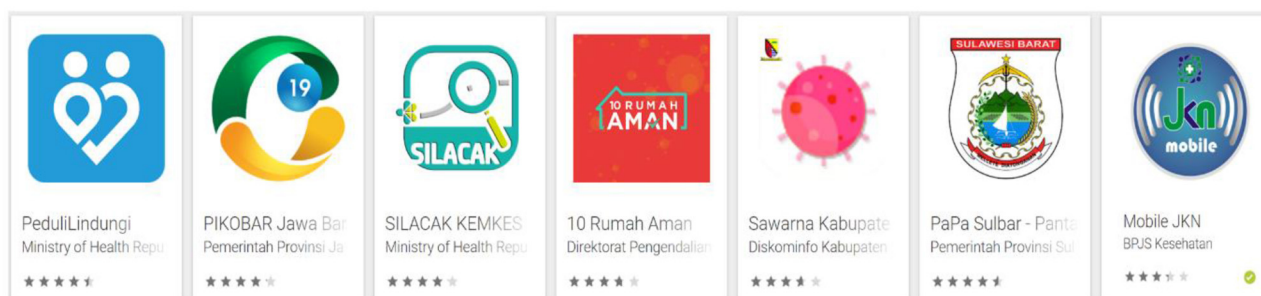 19
SILACAK
10 RUMAH
AMAN
SULAWESI BARAT
Jkn
mobile
PeduliLindungi
Ministry of Health Repu
PIKOBAR Jawa Bar
Pemerintah Provinsi Ja
SILACAK KEMKES
Ministry of Health Repu
10 Rumah Aman
Direktorat Pengendalian
Sawarna Kabupate
Diskominfo Kabupaten
PaPa Sulbar - Panta
Pemerintah Provinsi Sul
Mobile JKN
BPJS Kesehatan